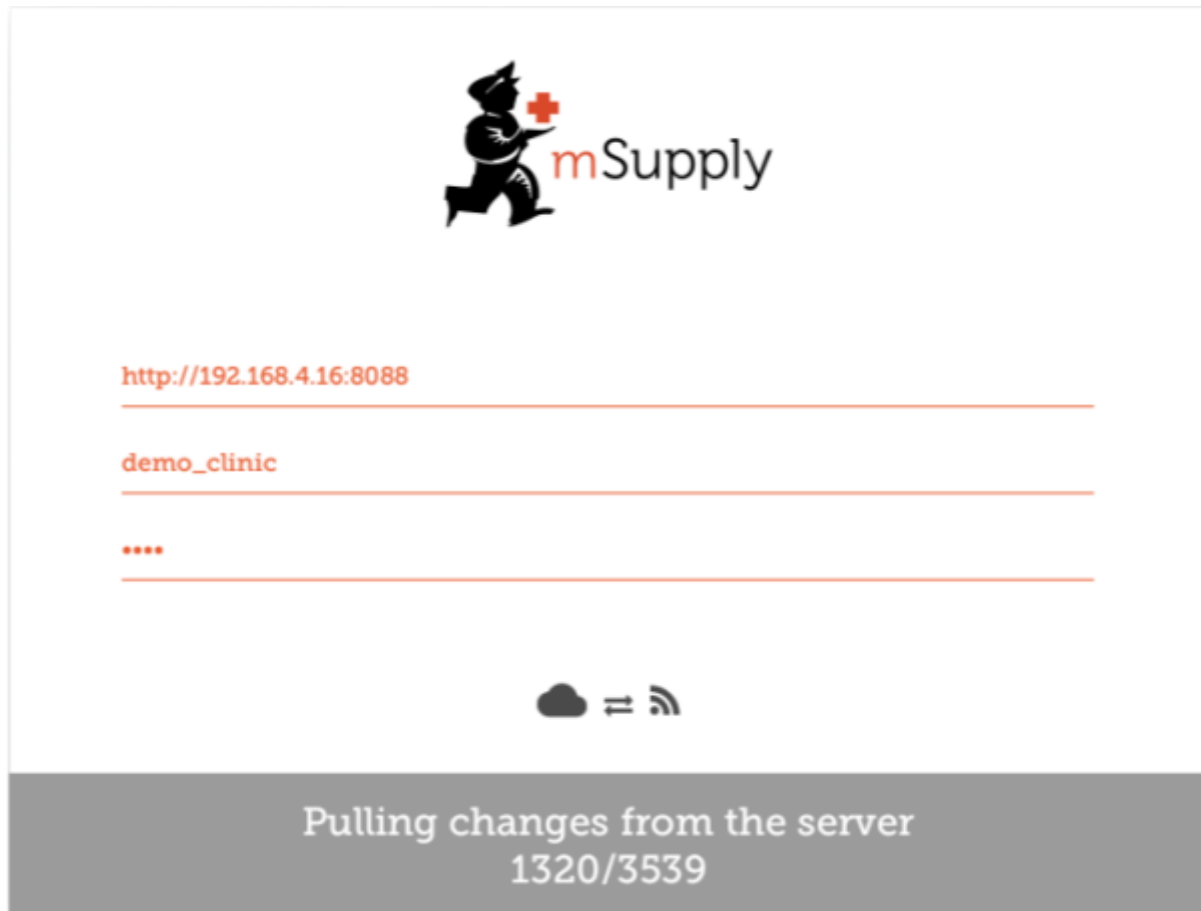 mSupply
http://192.168.4.16:8088
demo_clinic
••••
Pulling changes from the server
1320/3539